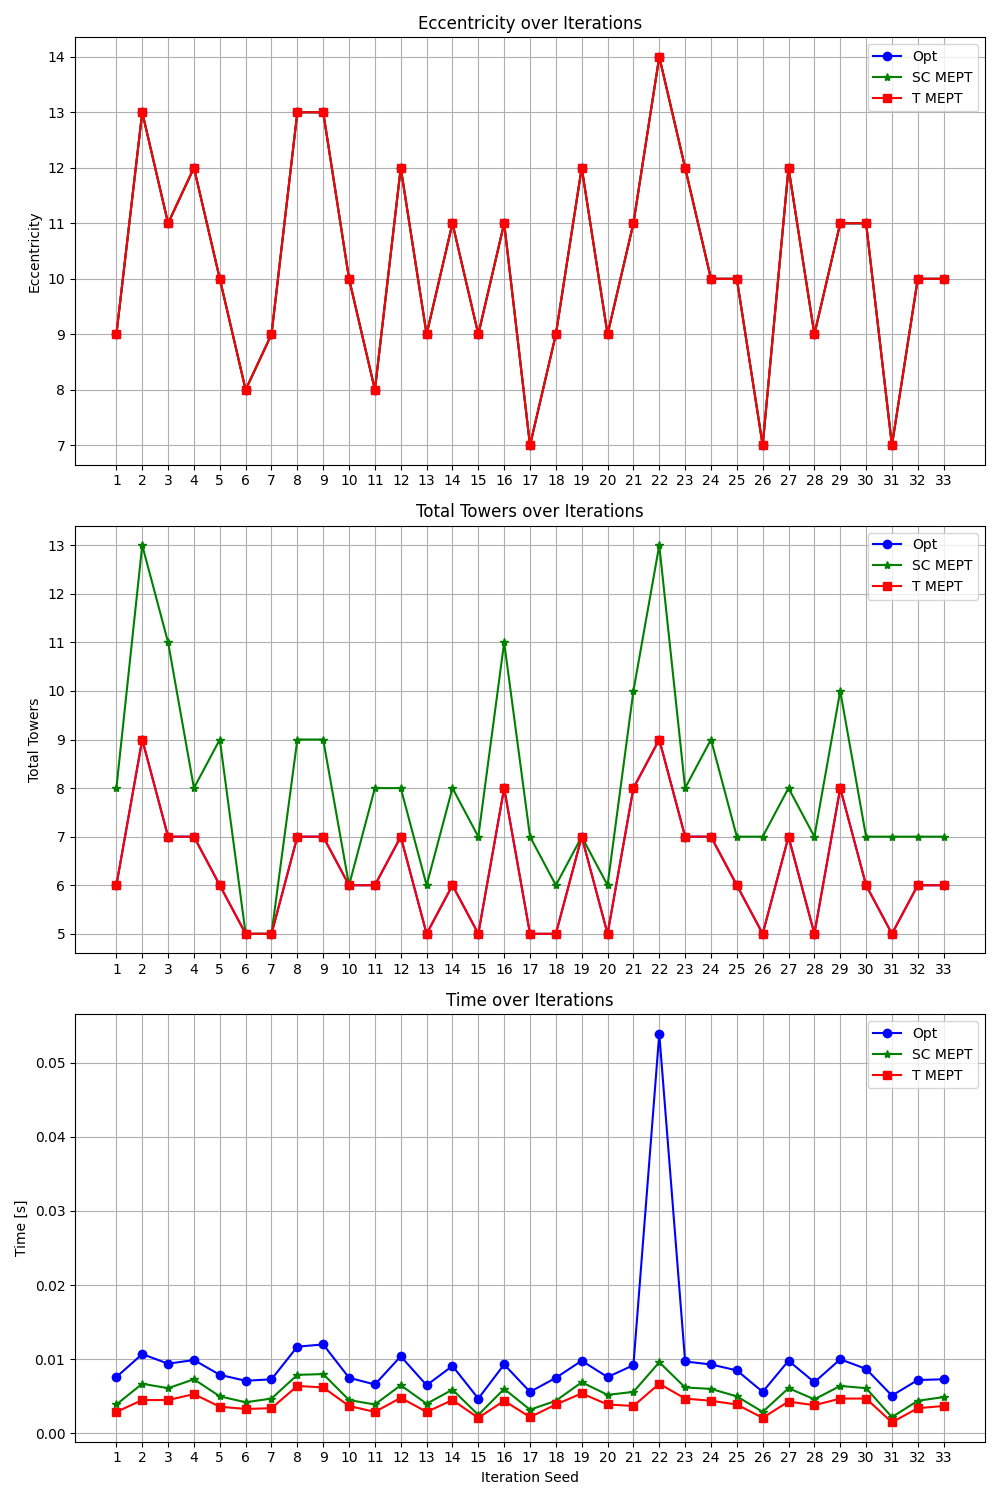 Eccentricity over Iterations
Opt
SC MEPT
T MEPT
Eccentricity
14
13
12
11
10
9
8
7
1 2 3 4 5 6 7 8 9 10 11 12 13 14 15 16 17 18 19 20 21 22 23 24 25 26 27 28 29 30 31 32 33
Total Towers over Iterations
Opt
SC MEPT
T MEPT
Total Towers
13
12
11
10
9
8
7
6
5
1 2 3 4 5 6 7 8 9 10 11 12 13 14 15 16 17 18 19 20 21 22 23 24 25 26 27 28 29 30 31 32 33
Time over Iterations
Opt
SC MEPT
T MEPT
Time [s]
0.05
0.04
0.03
0.02
0.01
0.00
1 2 3 4 5 6 7 8 9 10 11 12 13 14 15 16 17 18 19 20 21 22 23 24 25 26 27 28 29 30 31 32 33
Iteration Seed